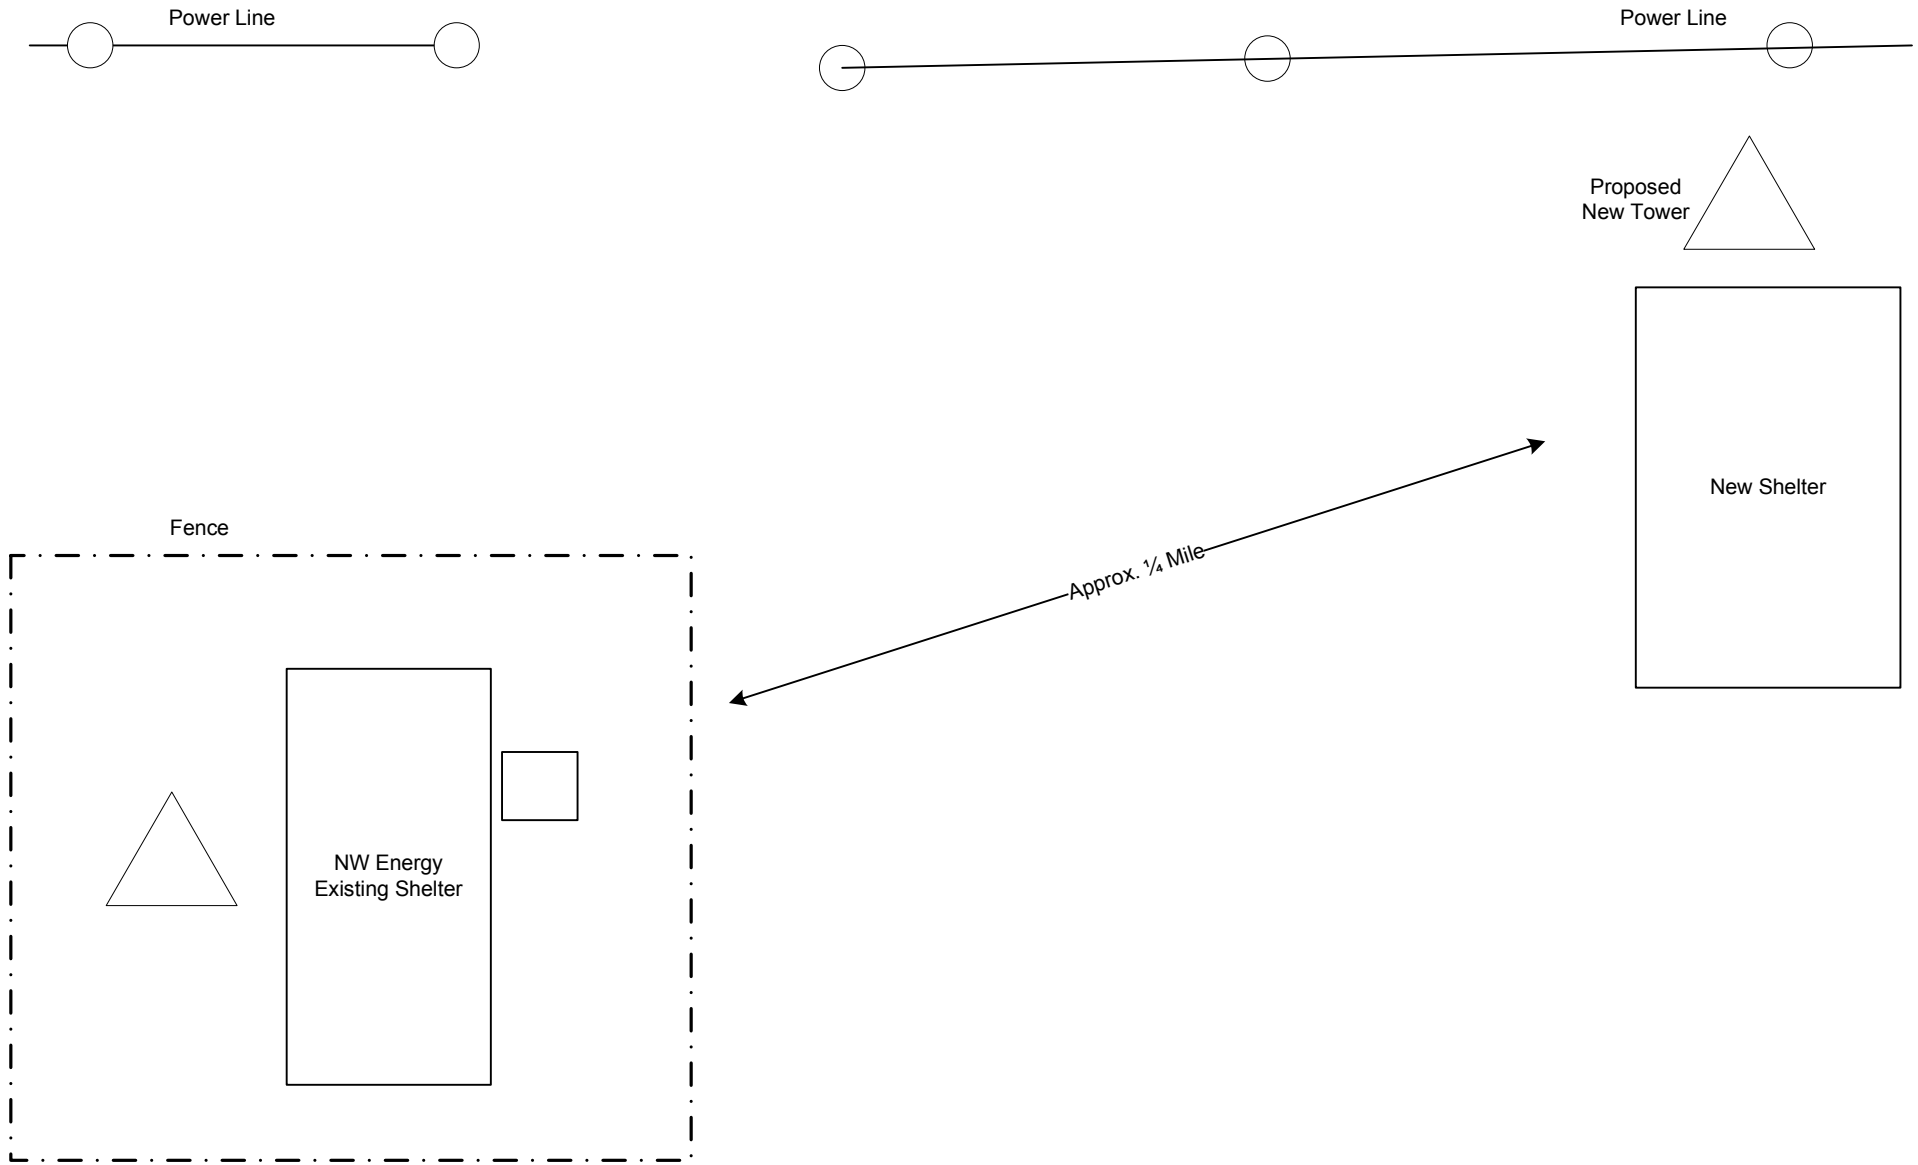 Power Line
Power Line
Proposed
New Tower
New Shelter
Fence
Approx. ¼ Mile
NW Energy
Existing Shelter